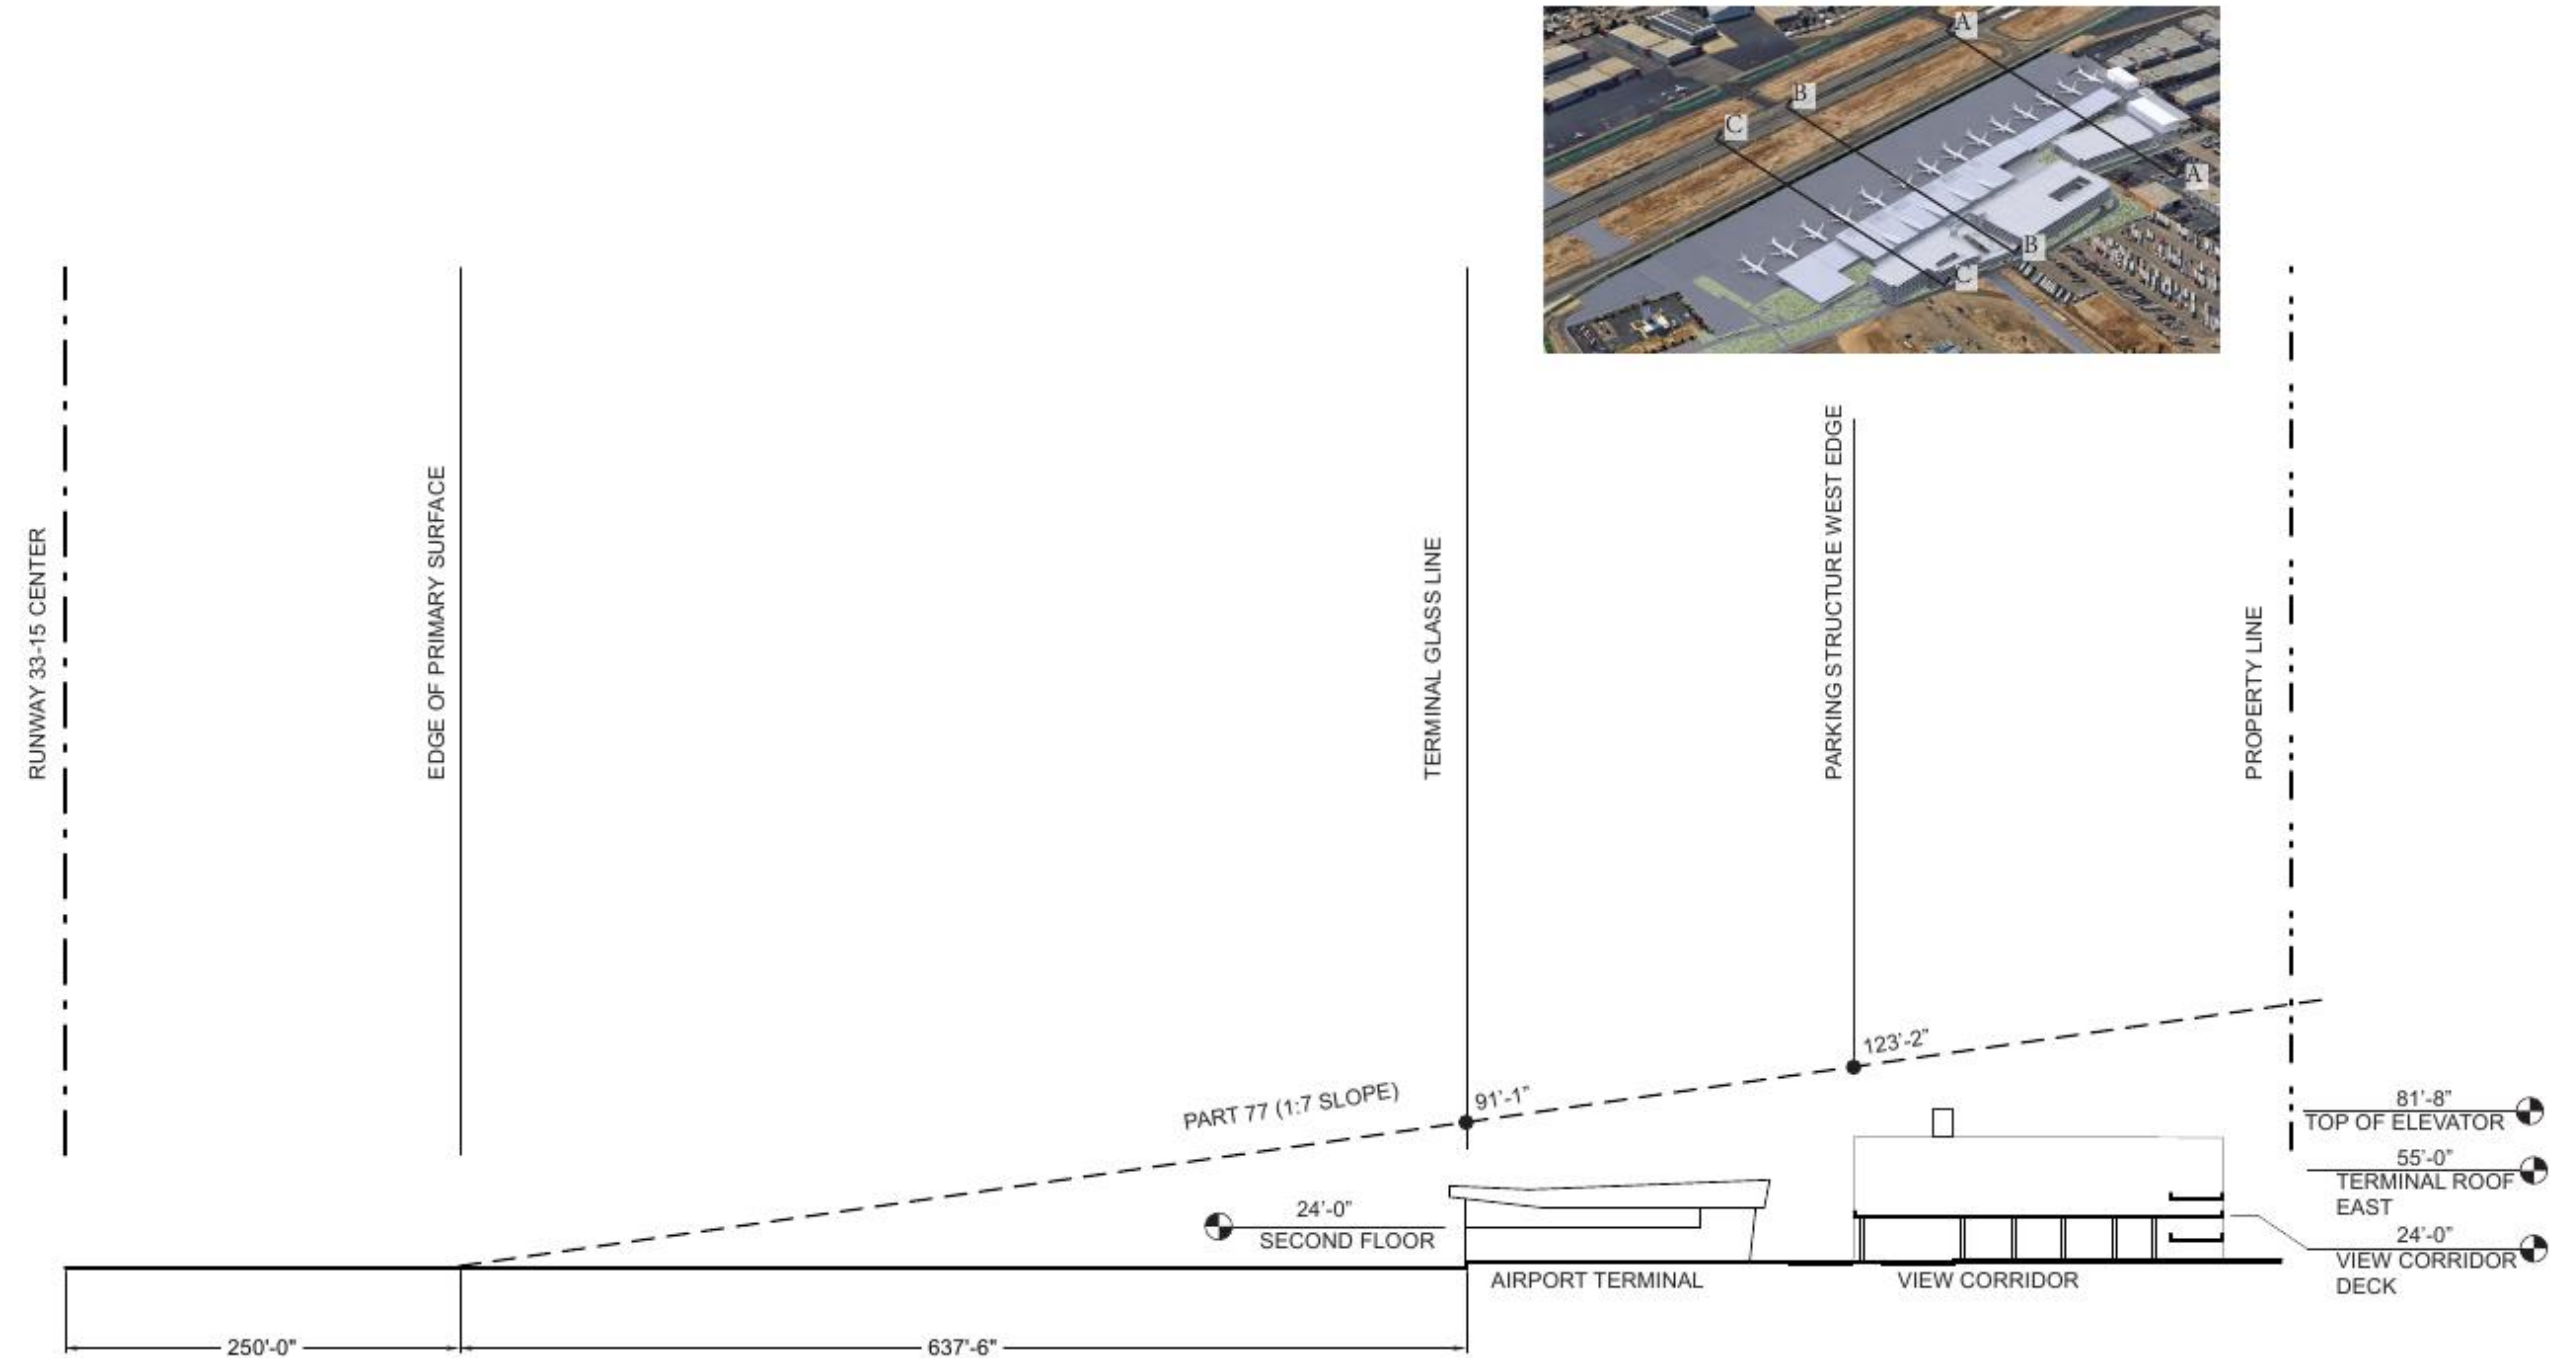 A
B
C
A
B
C
RUNWAY 33-15 CENTER
EDGE OF PRIMARY SURFACE
TERMINAL GLASS LINE
PARKING STRUCTURE WEST EDGE
PROPERTY LINE
PART 77 (1:7 SLOPE)
91'-1"
123'-2"
81'-8"
TOP OF ELEVATOR
55'-0"
TERMINAL ROOF
EAST
24'-0"
VIEW CORRIDOR
DECK
24'-0"
SECOND FLOOR
AIRPORT TERMINAL
VIEW CORRIDOR
250'-0"
637'-6"